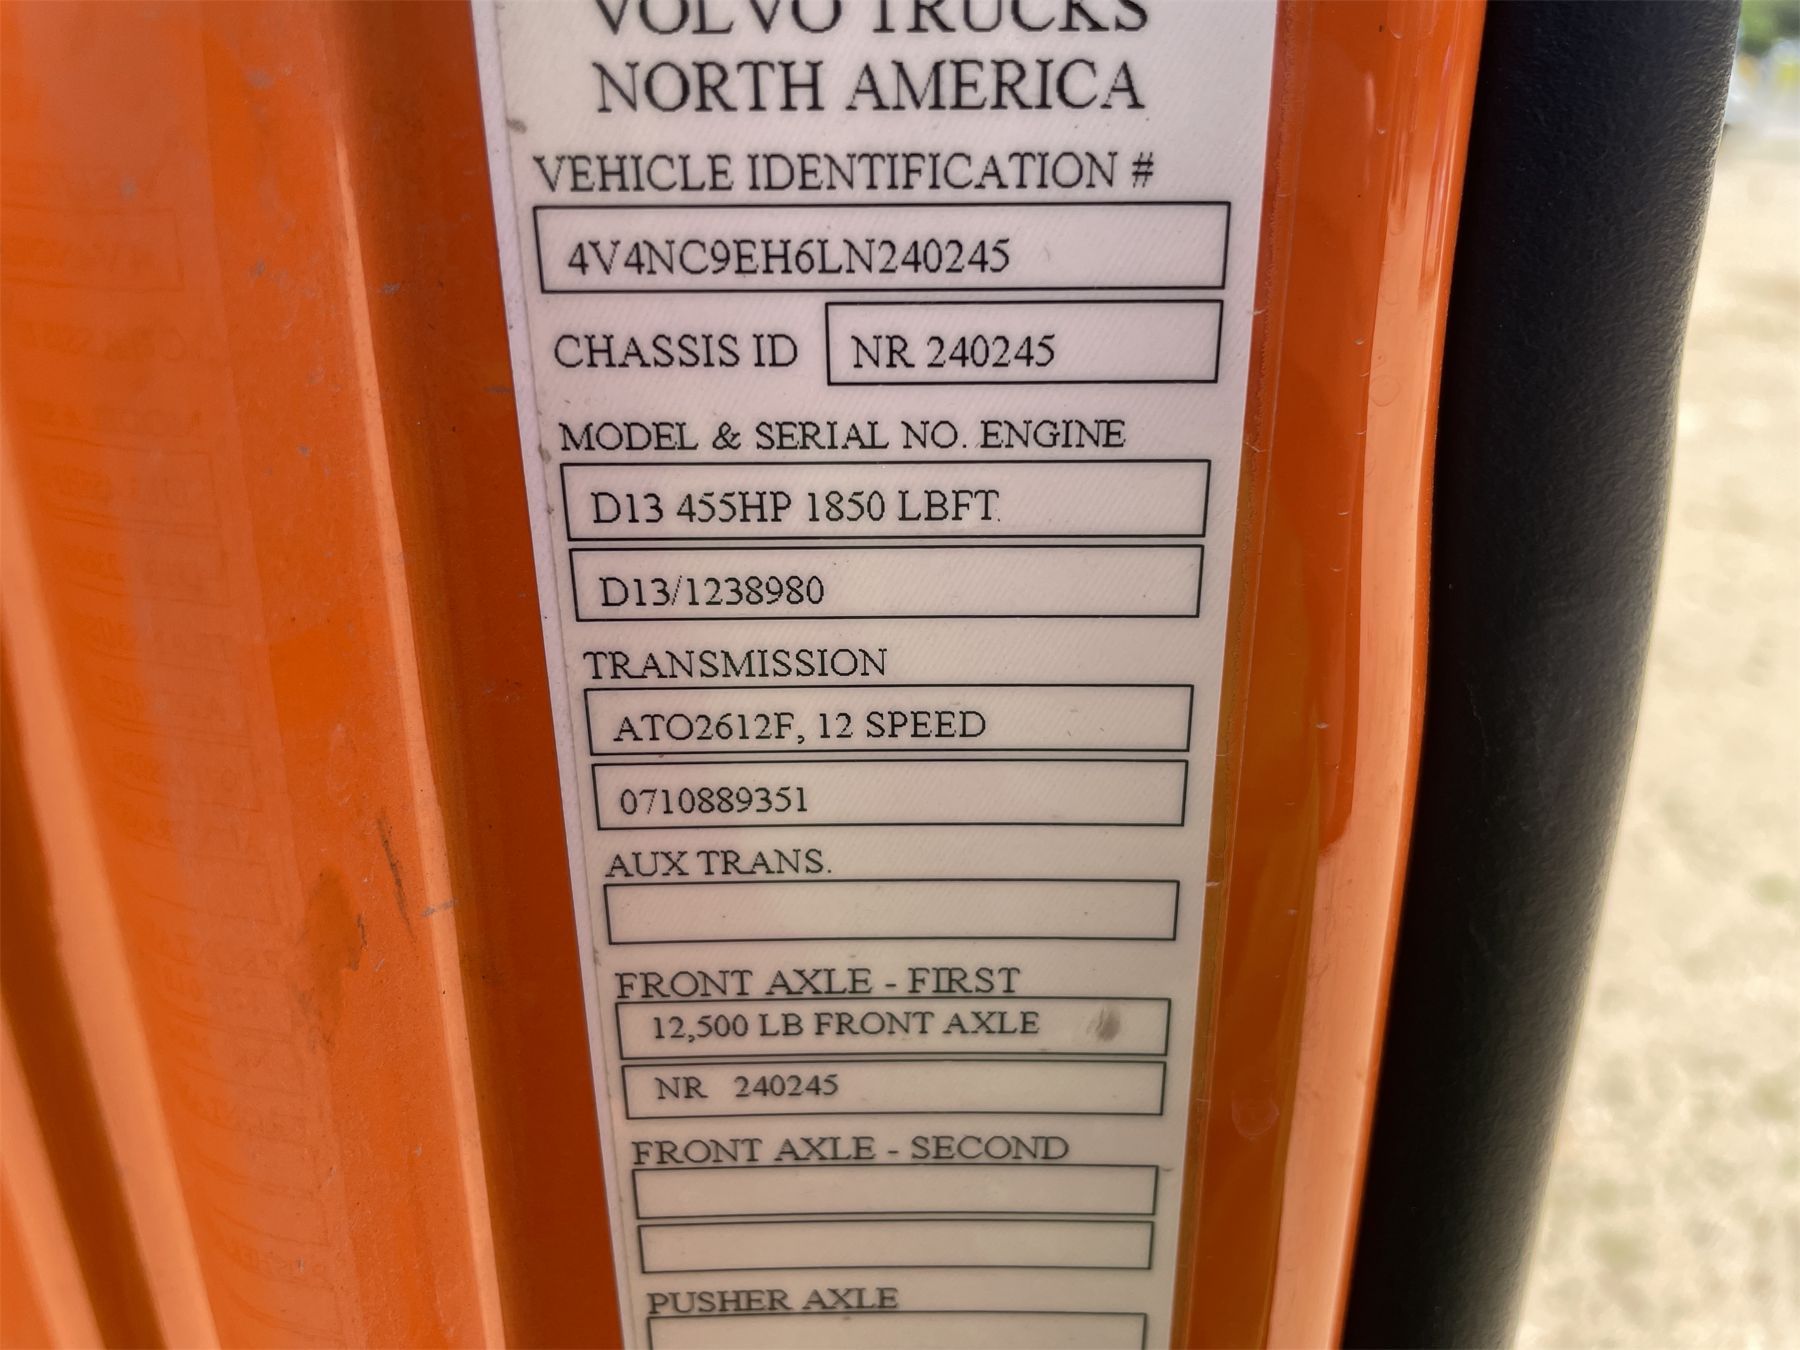 VOLVO TRUCKS
NORTH AMERICA
VEHICLE IDENTIFICATION #
4V4NC9EH6LN240245
CHASSIS ID NR 240245
MODEL & SERIAL NO. ENGINE
D13 455HP 1850 LBFT
D13/1238980
TRANSMISSION
ATO2612F, 12 SPEED
0710889351
AUX TRANS.
FRONT AXLE - FIRST
12,500 LB FRONT AXLE
NR 240245
FRONT AXLE - SECOND
PUSHER AXLE